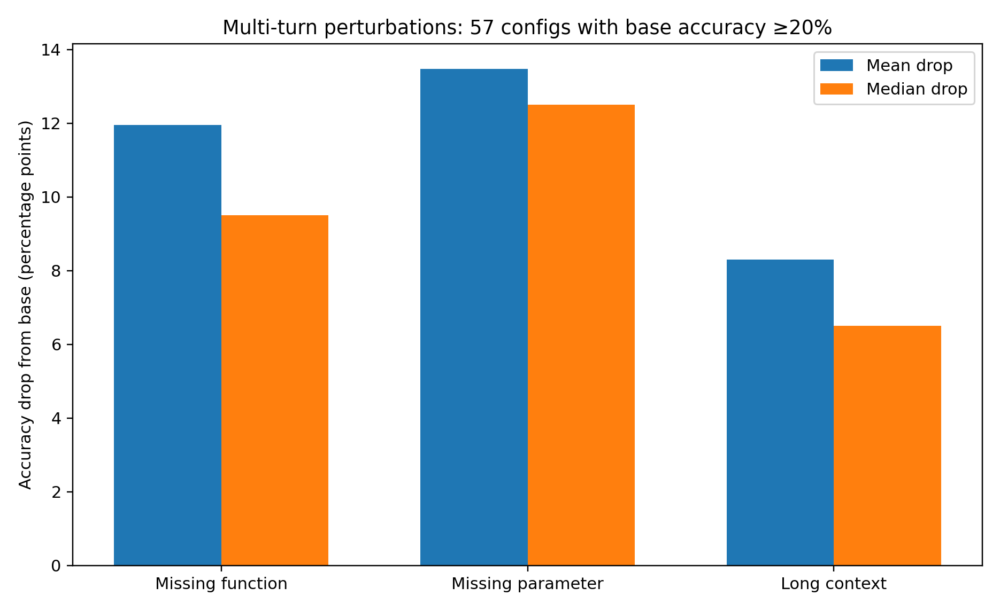 Multi-turn perturbations: 57 configs with base accuracy ≥20%
Mean drop
Median drop
Accuracy drop from base (percentage points)
14
12
10
8
6
4
2
0
Missing function
Missing parameter
Long context